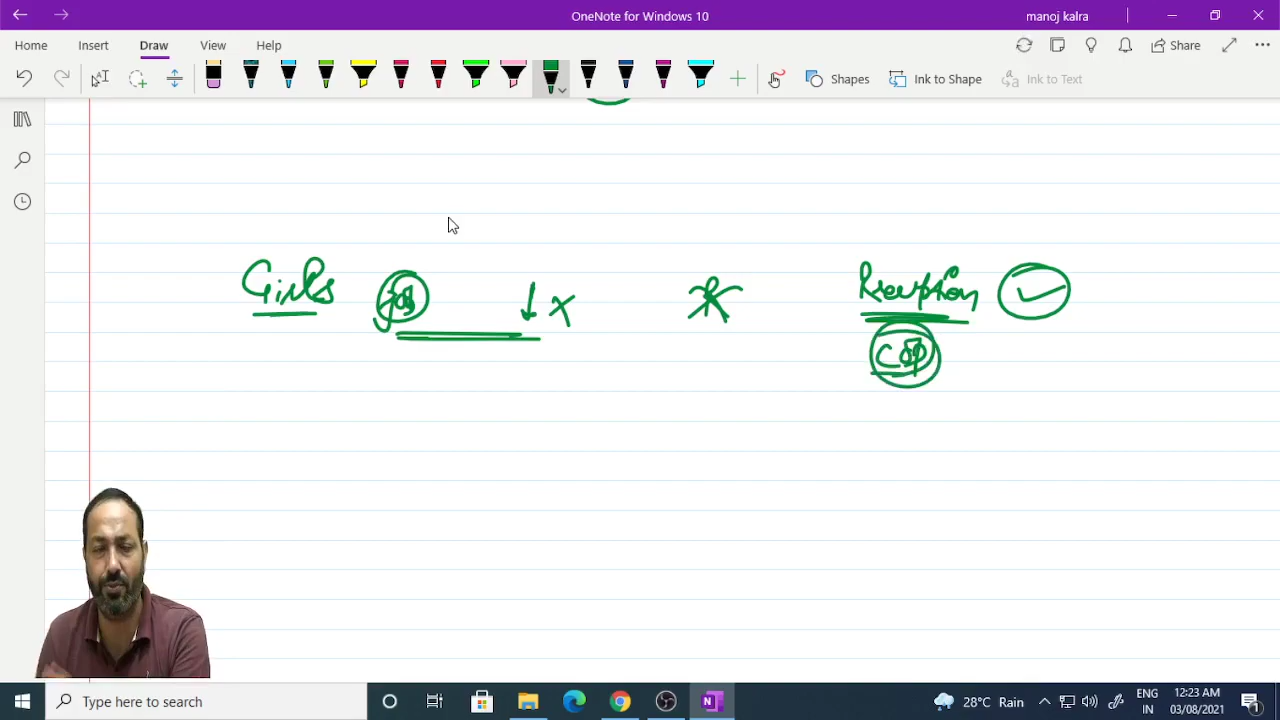 OneNote for Windows 10
manoj kalra
Home Insert Draw View Help
Share
Shapes
Ink to Shape
Ink to Text
Girls
x
Reception
Type here to search
28°C Rain
ENG
IN
12:23 AM
03/08/2021
1